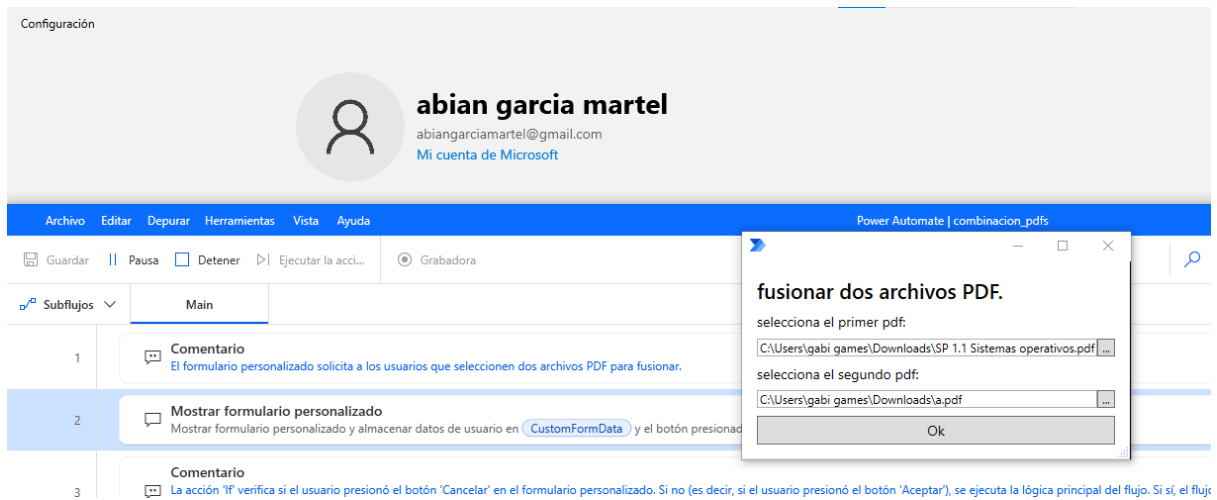 Configuración
abian garcia martel
abiangarciamartel@gmail.com
Mi cuenta de Microsoft
Archivo Editar Depurar Herramientas Vista Ayuda Power Automate | combinacion_pdfs
Guardar Pausa Detener Ejecutar la acci... Grabadora
Subflujos Main
fusionar dos archivos PDF.
selecciona el primer pdf:
C:\Users\gabi games\Downloads\SP 1.1 Sistemas operativos.pdf ...
selecciona el segundo pdf:
C:\Users\gabi games\Downloads\a.pdf ...
Ok
1 Comentario
El formulario personalizado solicita a los usuarios que seleccionen dos archivos PDF para fusionar.
2 Mostrar formulario personalizado
Mostrar formulario personalizado y almacenar datos de usuario en CustomFormData y el botón presionad
Comentario
3 La acción 'If' verifica si el usuario presionó el botón 'Cancelar' en el formulario personalizado. Si no (es decir, si el usuario presionó el botón 'Aceptar'), se ejecuta la lógica principal del flujo. Si sí, el flujo